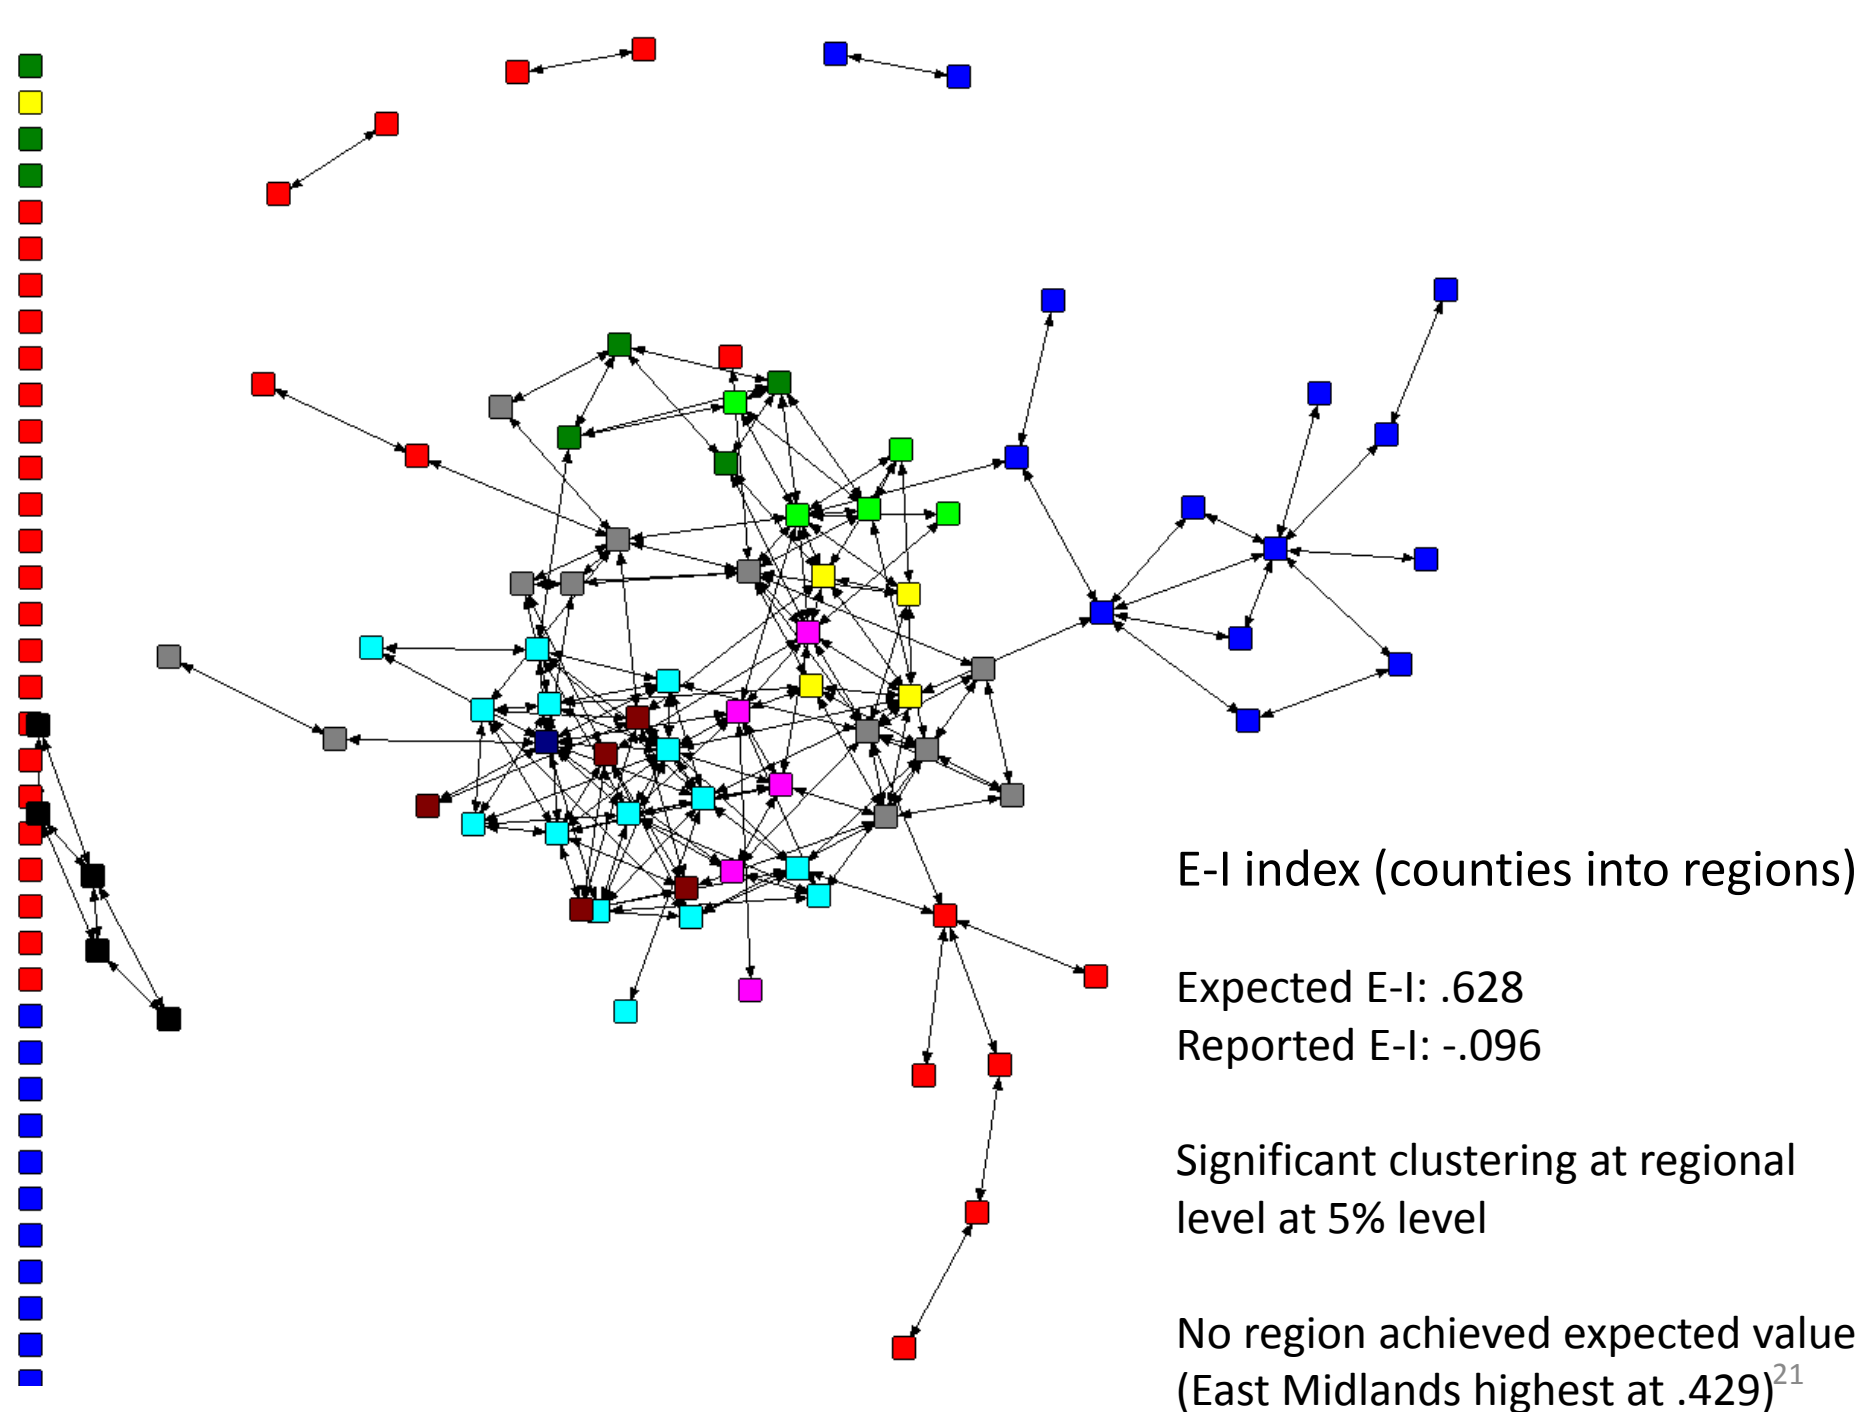 E-I index (counties into regions)
Expected E-I: .628
Reported E-I: -.096
Significant clustering at regional
level at 5% level
No region achieved expected value
(East Midlands highest at .429)
21